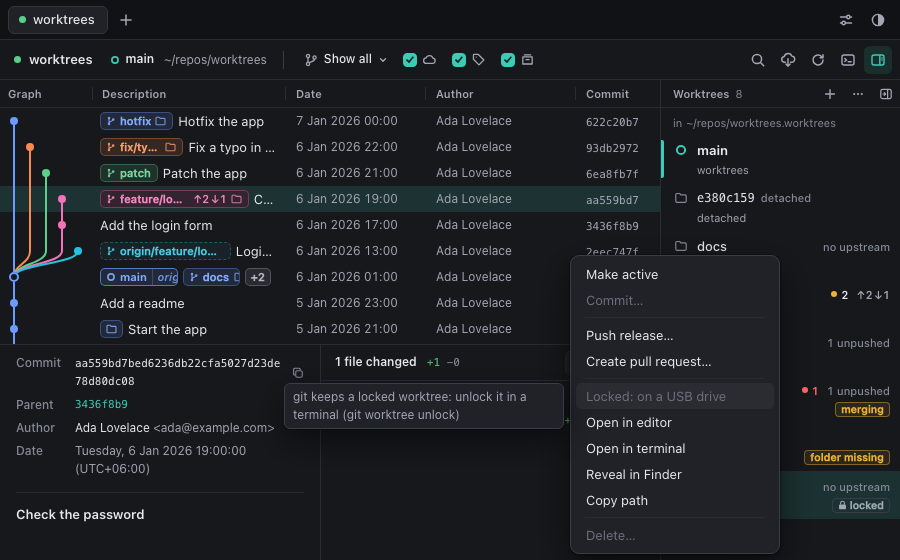 worktrees
worktrees
main
~/repos/worktrees
Show all
Graph
Description
Date
Author
Commit
hotfix
Hotfix the app
7 Jan 2026 00:00
Ada Lovelace
622c20b7
fix/ty…
Fix a typo in …
6 Jan 2026 22:00
Ada Lovelace
93db2972
patch
Patch the app
6 Jan 2026 21:00
Ada Lovelace
6ea8fb7f
feature/lo…
↑2↓1
C…
6 Jan 2026 19:00
Ada Lovelace
aa559bd7
Add the login form
6 Jan 2026 17:00
Ada Lovelace
3436f8b9
origin/feature/lo…
Logi…
6 Jan 2026 13:00
Ada Lovelace
2eec747f
main
orig
docs
+2
6 Jan 2026 01:00
Ada Lovelace
Add a readme
5 Jan 2026 23:00
Ada Lovelace
Start the app
5 Jan 2026 21:00
Ada Lovelace
Worktrees 8
in ~/repos/worktrees.worktrees
main
worktrees
e380c159 detached
detached
docs
no upstream
2 ↑2↓1
1 unpushed
1 1 unpushed
merging
folder missing
no upstream
locked
Make active
Commit…
Push release…
Create pull request…
Locked: on a USB drive
Open in editor
Open in terminal
Reveal in Finder
Copy path
Delete…
Commit
aa559bd7bed6236db22cfa5027d23de
78d80dc08
Parent
3436f8b9
Author
Ada Lovelace <ada@example.com>
Date
Tuesday, 6 Jan 2026 19:00:00
(UTC+06:00)
Check the password
1 file changed +1 −0
git keeps a locked worktree: unlock it in a
terminal (git worktree unlock)